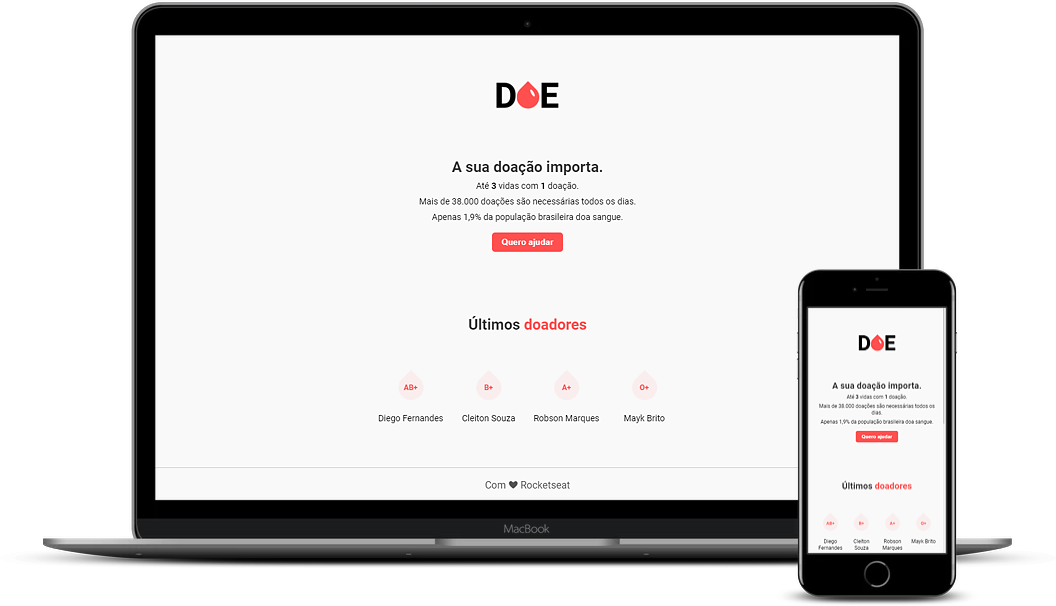 DOE
A sua doação importa.
Até 3 vidas com 1 doação.
Mais de 38.000 doações são necessárias todos os dias.
Apenas 1,9% da população brasileira doa sangue.
Quero ajudar
Últimos doadores
AB+ B+ A+ O+
Diego Fernandes Cleiton Souza Robson Marques Mayk Brito
Com ♥ Rocketseat
MacBook
DOE
A sua doação importa.
Até 3 vidas com 1 doação.
Mais de 38.000 doações são necessárias todos os
dias.
Apenas 1,9% da população brasileira doa sangue.
Quero ajudar
Últimos doadores
AB+ B+ A+ O+
Diego Cleiton Robson Mayk Brito
Fernandes Souza Marques